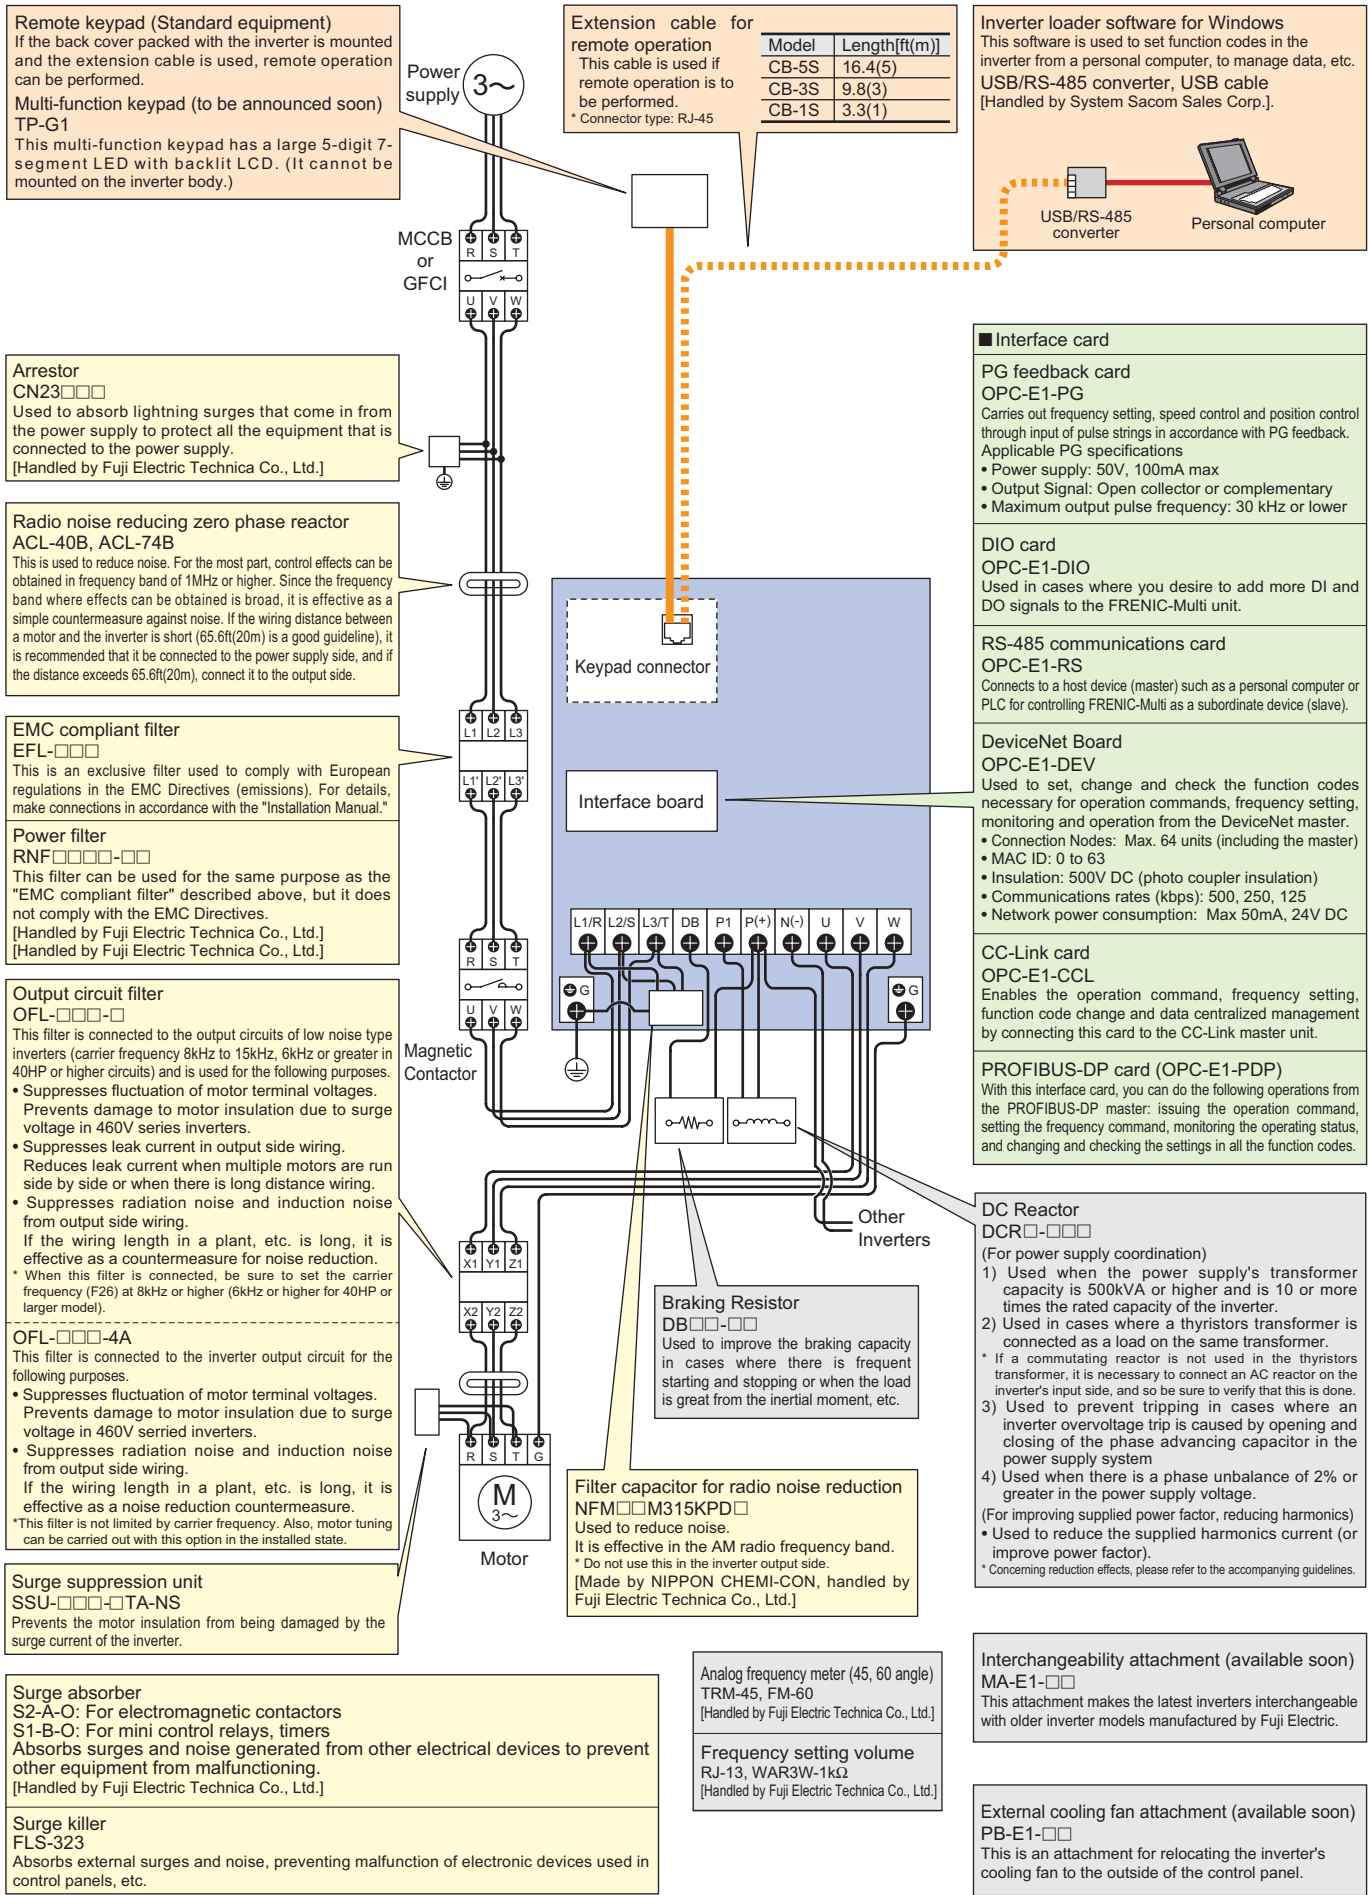 Remote keypad (Standard equipment)
If the back cover packed with the inverter is mounted
and the extension cable is used, remote operation
can be performed.
Multi-function keypad (to be announced soon)
TP-G1
This multi-function keypad has a large 5-digit 7-
segment LED with backlit LCD. (It cannot be
mounted on the inverter body.)
Power
supply
3~
Extension cable for
remote operation
This cable is used if
remote operation is to
be performed.
* Connector type: RJ-45
Model Length[ft(m)]
CB-5S 16.4(5)
CB-3S 9.8(3)
CB-1S 3.3(1)
Inverter loader software for Windows
This software is used to set function codes in the
inverter from a personal computer, to manage data, etc.
USB/RS-485 converter, USB cable
[Handled by System Sacom Sales Corp.].
USB/RS-485
converter
Personal computer
MCCB
or
GFCI
R S T
U V W
Arrestor
CN23□□□
Used to absorb lightning surges that come in from
the power supply to protect all the equipment that is
connected to the power supply.
[Handled by Fuji Electric Technica Co., Ltd.]
Radio noise reducing zero phase reactor
ACL-40B, ACL-74B
This is used to reduce noise. For the most part, control effects can be
obtained in frequency band of 1MHz or higher. Since the frequency
band where effects can be obtained is broad, it is effective as a
simple countermeasure against noise. If the wiring distance between
a motor and the inverter is short (65.6ft(20m) is a good guideline), it
is recommended that it be connected to the power supply side, and if
the distance exceeds 65.6ft(20m), connect it to the output side.
EMC compliant filter
EFL-□□□
This is an exclusive filter used to comply with European
regulations in the EMC Directives (emissions). For details,
make connections in accordance with the "Installation Manual."
Power filter
RNF□□□□-□□
This filter can be used for the same purpose as the
"EMC compliant filter" described above, but it does
not comply with the EMC Directives.
[Handled by Fuji Electric Technica Co., Ltd.]
[Handled by Fuji Electric Technica Co., Ltd.]
L1 L2 L3
L1' L2' L3'
R S T
U V W
Magnetic
Contactor
Keypad connector
Interface board
L1/R L2/S L3/T DB P1 P(+) N(-) U V W
G
G
■ Interface card
PG feedback card
OPC-E1-PG
Carries out frequency setting, speed control and position control
through input of pulse strings in accordance with PG feedback.
Applicable PG specifications
• Power supply: 50V, 100mA max
• Output Signal: Open collector or complementary
• Maximum output pulse frequency: 30 kHz or lower
DIO card
OPC-E1-DIO
Used in cases where you desire to add more DI and
DO signals to the FRENIC-Multi unit.
RS-485 communications card
OPC-E1-RS
Connects to a host device (master) such as a personal computer or
PLC for controlling FRENIC-Multi as a subordinate device (slave).
DeviceNet Board
OPC-E1-DEV
Used to set, change and check the function codes
necessary for operation commands, frequency setting,
monitoring and operation from the DeviceNet master.
• Connection Nodes: Max. 64 units (including the master)
• MAC ID: 0 to 63
• Insulation: 500V DC (photo coupler insulation)
• Communications rates (kbps): 500, 250, 125
• Network power consumption: Max 50mA, 24V DC
CC-Link card
OPC-E1-CCL
Enables the operation command, frequency setting,
function code change and data centralized management
by connecting this card to the CC-Link master unit.
PROFIBUS-DP card (OPC-E1-PDP)
With this interface card, you can do the following operations from
the PROFIBUS-DP master: issuing the operation command,
setting the frequency command, monitoring the operating status,
and changing and checking the settings in all the function codes.
Output circuit filter
OFL-□□□-□
This filter is connected to the output circuits of low noise type
inverters (carrier frequency 8kHz to 15kHz, 6kHz or greater in
40HP or higher circuits) and is used for the following purposes.
• Suppresses fluctuation of motor terminal voltages.
Prevents damage to motor insulation due to surge
voltage in 460V series inverters.
• Suppresses leak current in output side wiring.
Reduces leak current when multiple motors are run
side by side or when there is long distance wiring.
• Suppresses radiation noise and induction noise
from output side wiring.
If the wiring length in a plant, etc. is long, it is
effective as a countermeasure for noise reduction.
* When this filter is connected, be sure to set the carrier
frequency (F26) at 8kHz or higher (6kHz or higher for 40HP or
larger model).
OFL-□□□-4A
This filter is connected to the inverter output circuit for the
following purposes.
• Suppresses fluctuation of motor terminal voltages.
Prevents damage to motor insulation due to surge
voltage in 460V serried inverters.
• Suppresses radiation noise and induction noise
from output side wiring.
If the wiring length in a plant, etc. is long, it is
effective as a noise reduction countermeasure.
*This filter is not limited by carrier frequency. Also, motor tuning
can be carried out with this option in the installed state.
X1 Y1 Z1
X2 Y2 Z2
R S T G
M
3~
Motor
Other
Inverters
Braking Resistor
DB□□-□□
Used to improve the braking capacity
in cases where there is frequent
starting and stopping or when the load
is great from the inertial moment, etc.
DC Reactor
DCR□-□□□
(For power supply coordination)
1) Used when the power supply's transformer
capacity is 500kVA or higher and is 10 or more
times the rated capacity of the inverter.
2) Used in cases where a thyristors transformer is
connected as a load on the same transformer.
* If a commutating reactor is not used in the thyristors
transformer, it is necessary to connect an AC reactor on the
inverter's input side, and so be sure to verify that this is done.
3) Used to prevent tripping in cases where an
inverter overvoltage trip is caused by opening and
closing of the phase advancing capacitor in the
power supply system
4) Used when there is a phase unbalance of 2% or
greater in the power supply voltage.
(For improving supplied power factor, reducing harmonics)
• Used to reduce the supplied harmonics current (or
improve power factor).
* Concerning reduction effects, please refer to the accompanying guidelines.
Filter capacitor for radio noise reduction
NFM□□M315KPD□
Used to reduce noise.
It is effective in the AM radio frequency band.
* Do not use this in the inverter output side.
[Made by NIPPON CHEMI-CON, handled by
Fuji Electric Technica Co., Ltd.]
Surge suppression unit
SSU-□□□-□TA-NS
Prevents the motor insulation from being damaged by the
surge current of the inverter.
Surge absorber
S2-A-O: For electromagnetic contactors
S1-B-O: For mini control relays, timers
Absorbs surges and noise generated from other electrical devices to prevent
other equipment from malfunctioning.
[Handled by Fuji Electric Technica Co., Ltd.]
Surge killer
FLS-323
Absorbs external surges and noise, preventing malfunction of electronic devices used in
control panels, etc.
Analog frequency meter (45, 60 angle)
TRM-45, FM-60
[Handled by Fuji Electric Technica Co., Ltd.]
Frequency setting volume
RJ-13, WAR3W-1kΩ
[Handled by Fuji Electric Technica Co., Ltd.]
Interchangeability attachment (available soon)
MA-E1-□□
This attachment makes the latest inverters interchangeable
with older inverter models manufactured by Fuji Electric.
External cooling fan attachment (available soon)
PB-E1-□□
This is an attachment for relocating the inverter's
cooling fan to the outside of the control panel.